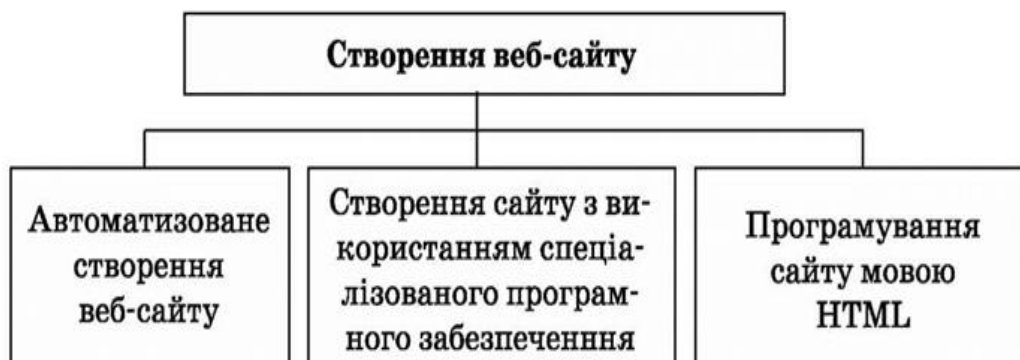 Створення веб-сайту
Автоматизоване
створення
веб-сайту
Створення сайту з ви-
користанням спеціа-
лізованого програм-
ного забезпеченння
Програмування
сайту мовою
HTML